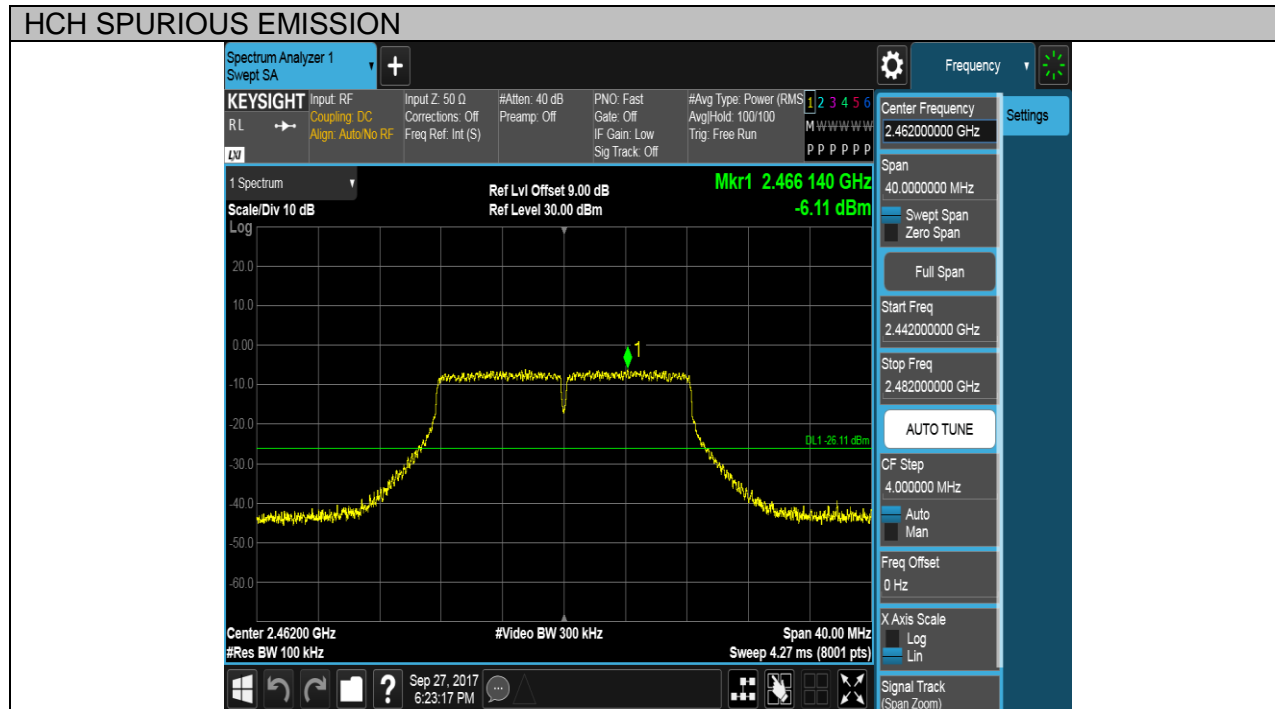 HCH SPURIOUS EMISSION
Spectrum Analyzer 1
Swept SA
+
Frequency
KEYSIGHT
RL
LXI
Input: RF
Coupling: DC
Align: Auto/No RF
Input Z: 50 Ω
Corrections: Off
Freq Ref: Int (S)
#Atten: 40 dB
Preamp: Off
PNO: Fast
Gate: Off
IF Gain: Low
Sig Track: Off
#Avg Type: Power (RMS
Avg|Hold: 100/100
Trig: Free Run
1 2 3 4 5 6
M W W W W W
P P P P P P
1 Spectrum
Scale/Div 10 dB
Ref Lvl Offset 9.00 dB
Ref Level 30.00 dBm
Mkr1 2.466 140 GHz
-6.11 dBm
Log
20.0
10.0
0.00
-10.0
-20.0
-30.0
-40.0
-50.0
-60.0
1
DL1 -26.11 dBm
Center 2.46200 GHz
#Res BW 100 kHz
#Video BW 300 kHz
Span 40.00 MHz
Sweep 4.27 ms (8001 pts)
?
Sep 27, 2017
6:23:17 PM
Center Frequency
2.462000000 GHz
Span
40.0000000 MHz
Swept Span
Zero Span
Full Span
Start Freq
2.442000000 GHz
Stop Freq
2.482000000 GHz
AUTO TUNE
CF Step
4.000000 MHz
Auto
Man
Freq Offset
0 Hz
X Axis Scale
Log
Lin
Signal Track
(Span Zoom)
Settings